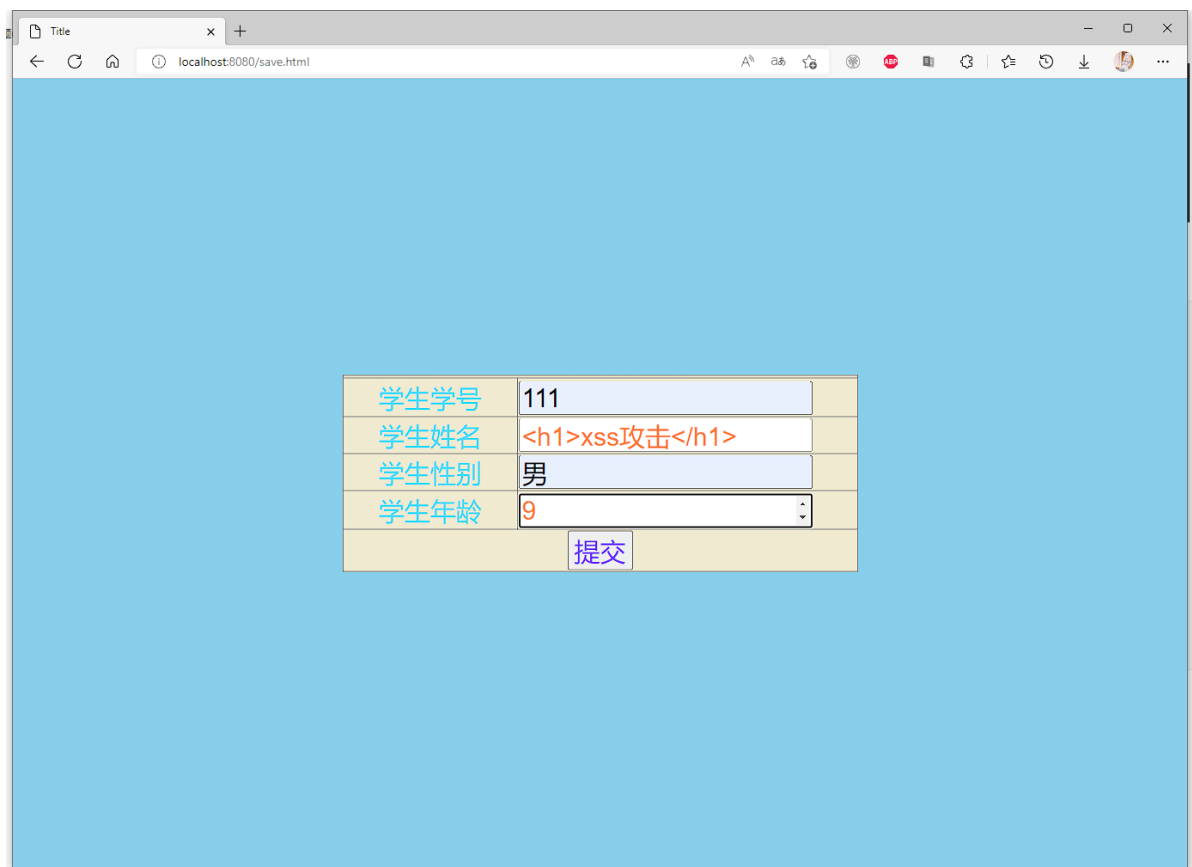 Title
localhost:8080/save.html
ABP
学生学号 111
学生姓名 <h1>xss攻击</h1>
学生性别 男
学生年龄 9
提交